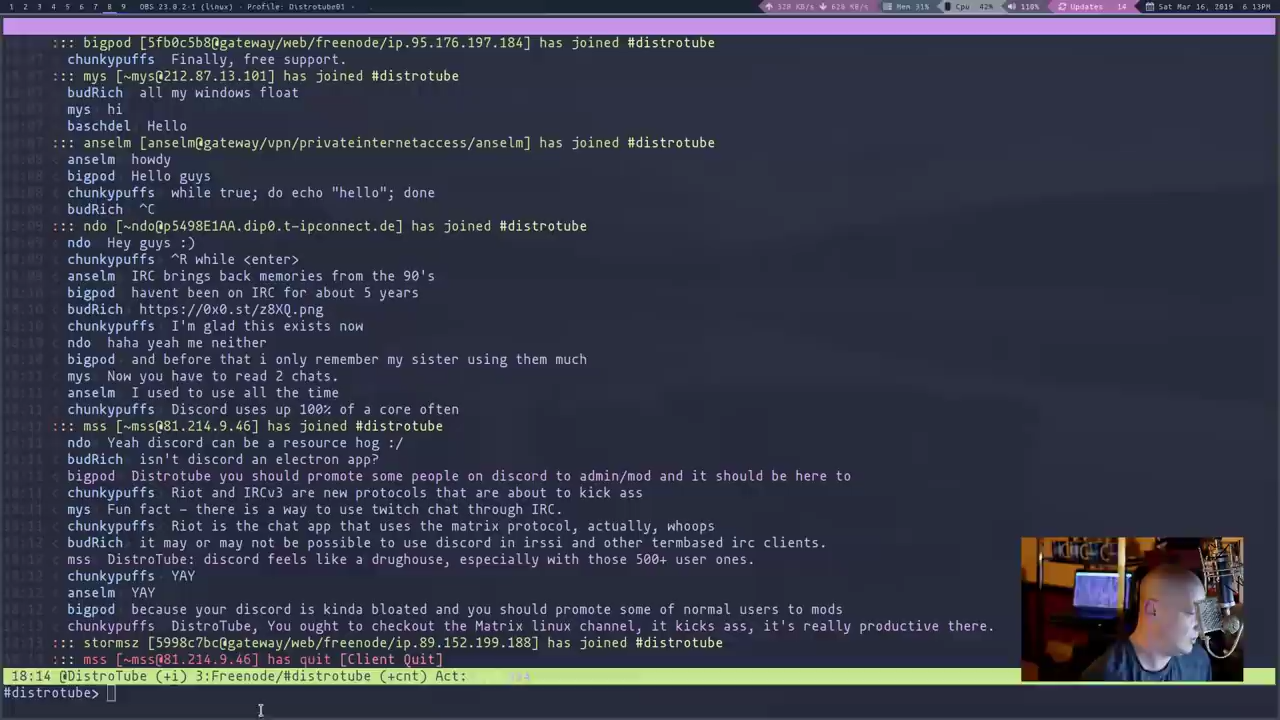 1 2 3 4 5 6 7 8 9 OBS 23.0.2-1 (linux) - Profile: Distrotube01 - 328 KB/s 628 KB/s Mem 31% Cpu 42% 110% Updates 14 Sat Mar 16, 2019 6:13PM
::: bigpod [5fb0c5b8@gateway/web/freenode/ip.95.176.197.184] has joined #distrotube
chunkypuffs Finally, free support.
::: mys [~mys@212.87.13.101] has joined #distrotube
budRich all my windows float
mys hi
baschdel Hello
::: anselm [anselm@gateway/vpn/privateinternetaccess/anselm] has joined #distrotube
anselm howdy
bigpod Hello guys
chunkypuffs while true; do echo "hello"; done
budRich ^C
::: ndo [~ndo@p5498E1AA.dip0.t-ipconnect.de] has joined #distrotube
ndo Hey guys :)
chunkypuffs ^R while <enter>
anselm IRC brings back memories from the 90's
bigpod havent been on IRC for about 5 years
budRich https://0x0.st/z8XQ.png
chunkypuffs I'm glad this exists now
ndo haha yeah me neither
bigpod and before that i only remember my sister using them much
mys Now you have to read 2 chats.
anselm I used to use all the time
chunkypuffs Discord uses up 100% of a core often
::: mss [~mss@81.214.9.46] has joined #distrotube
ndo Yeah discord can be a resource hog :/
budRich isn't discord an electron app?
bigpod Distrotube you should promote some people on discord to admin/mod and it should be here to
chunkypuffs Riot and IRCv3 are new protocols that are about to kick ass
mys Fun fact – there is a way to use twitch chat through IRC.
chunkypuffs Riot is the chat app that uses the matrix protocol, actually, whoops
budRich it may or may not be possible to use discord in irssi and other termbased irc clients.
mss DistroTube: discord feels like a drughouse, especially with those 500+ user ones.
chunkypuffs YAY
anselm YAY
bigpod because your discord is kinda bloated and you should promote some of normal users to mods
chunkypuffs DistroTube, You ought to checkout the Matrix linux channel, it kicks ass, it's really productive there.
::: stormsz [5998c7bc@gateway/web/freenode/ip.89.152.199.188] has joined #distrotube
::: mss [~mss@81.214.9.46] has quit [Client Quit]
18:14 @DistroTube (+i) 3:Freenode/#distrotube (+cnt) Act:
#distrotube>